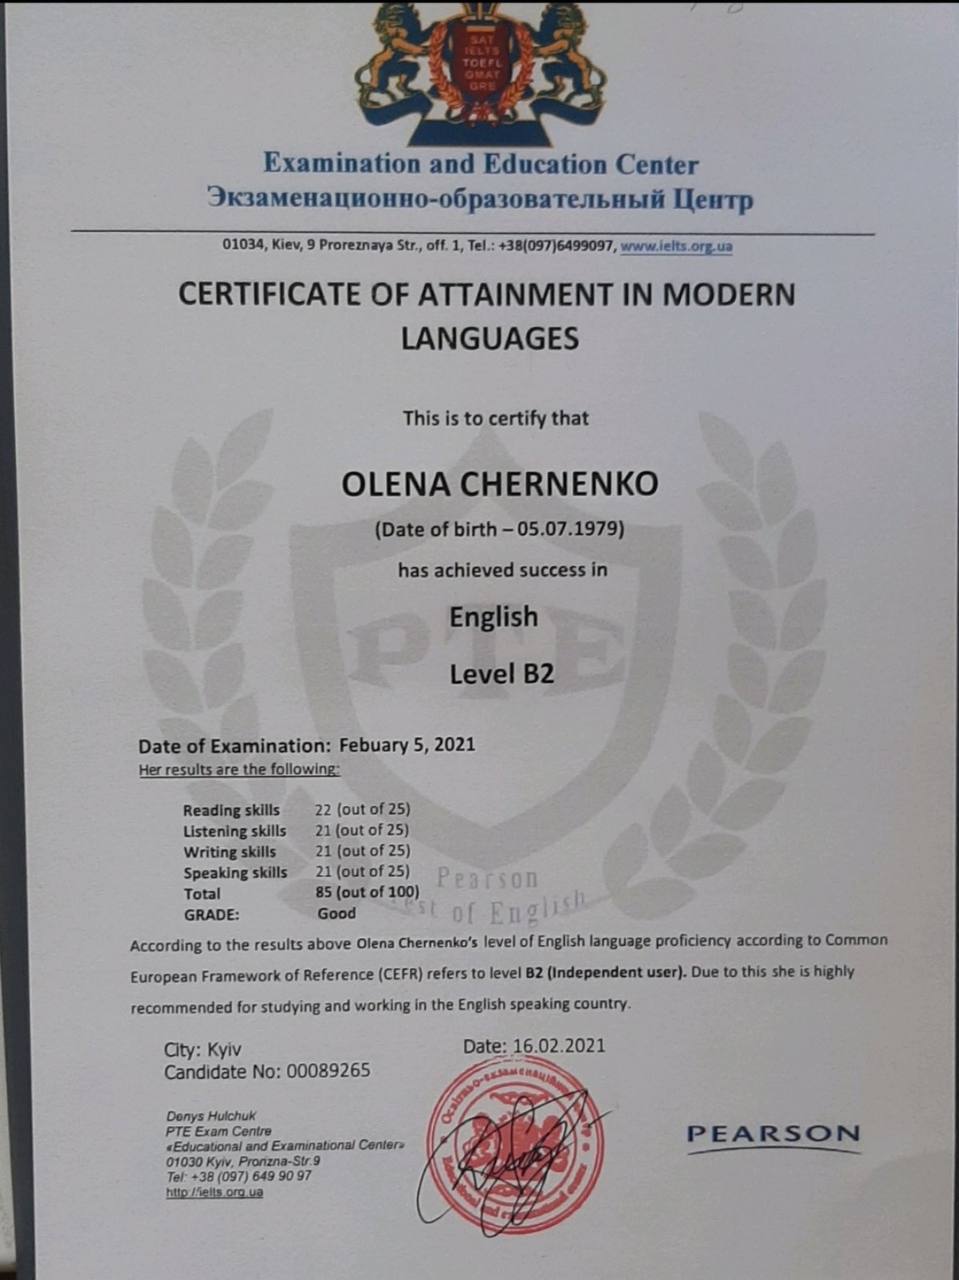 SAT
IELTS
TOEFL
GMAT
GRE
Examination and Education Center
Экзаменационно-образовательный Центр
01034, Kiev, 9 Proreznaya Str., off. 1, Tel.: +38(097)6499097, www.ielts.org.ua
CERTIFICATE OF ATTAINMENT IN MODERN
LANGUAGES
This is to certify that
OLENA CHERNENKO
(Date of birth – 05.07.1979)
has achieved success in
English
PTE
Level B2
Date of Examination: Febuary 5, 2021
Her results are the following:
Reading skills 22 (out of 25)
Listening skills 21 (out of 25)
Writing skills 21 (out of 25)
Speaking skills 21 (out of 25)
Pearson
Total 85 (out of 100)
of English
GRADE: Good
According to the results above Olena Chernenko's level of English language proficiency according to Common
European Framework of Reference (CEFR) refers to level B2 (Independent user). Due to this she is highly
recommended for studying and working in the English speaking country.
City: Kyiv
Date: 16.02.2021
Candidate No: 00089265
Denys Hulchuk
PTE Exam Centre
«Educational and Examinational Center»
01030 Kyiv, Prorizna-Str.9
Tel: +38 (097) 649 90 97
http://ielts.org.ua
PEARSON